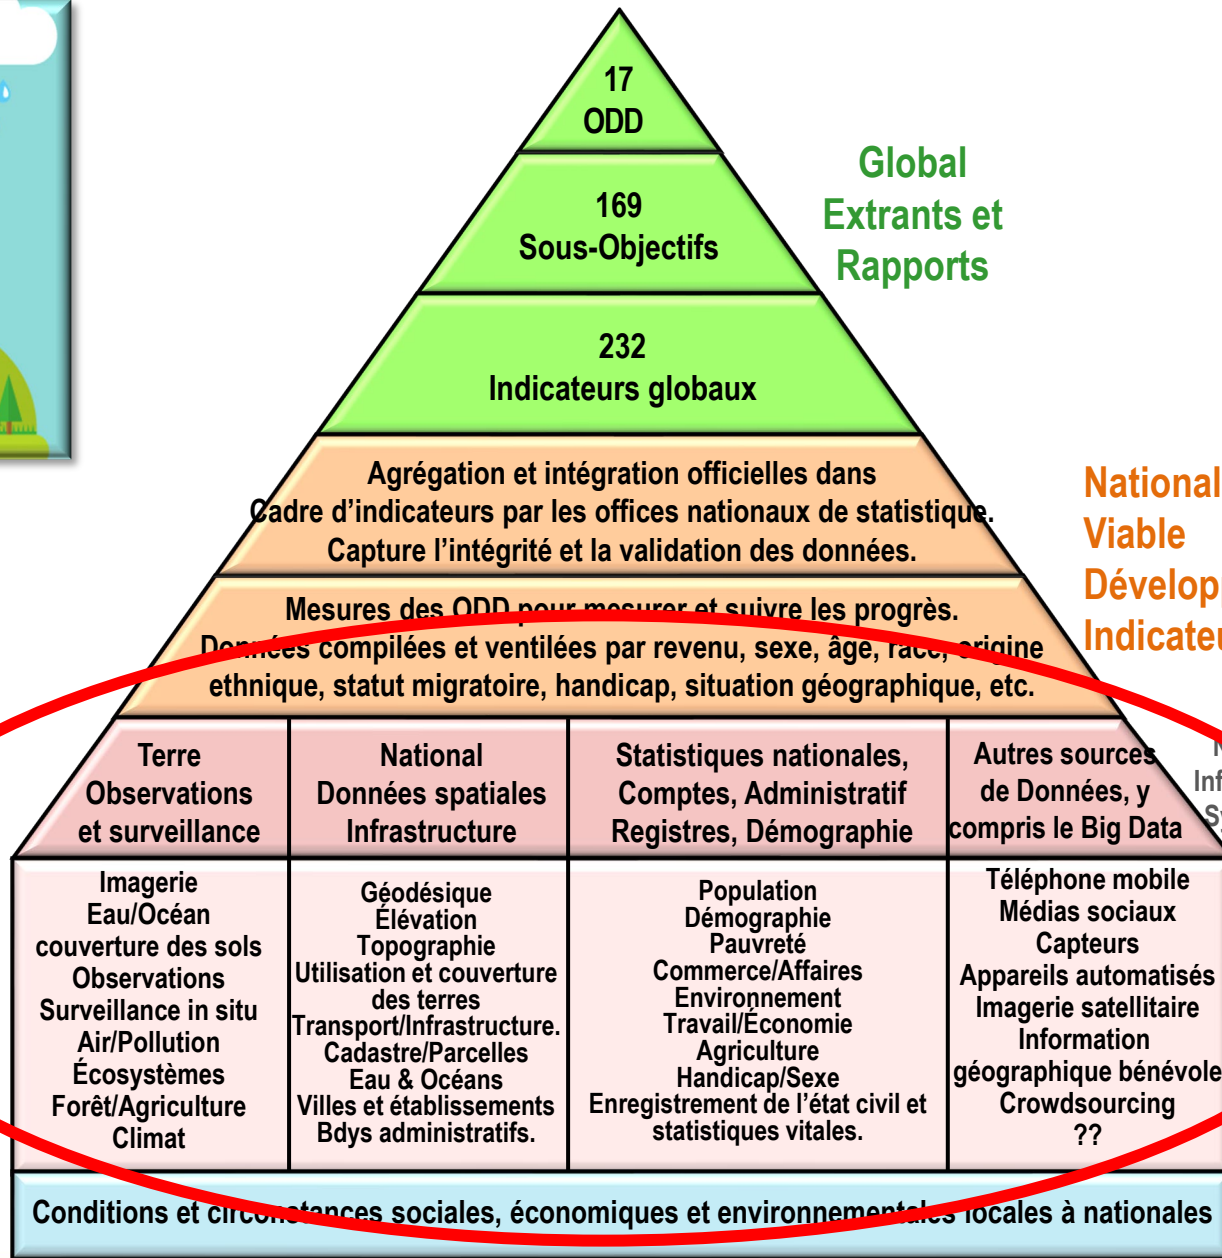 17
ODD
169
Sous-Objectifs
232
Indicateurs globaux
Global
Extrants et
Rapports
Agrégation et intégration officielles dans
Cadre d’indicateurs par les offices nationaux de statistique.
Capture l’intégrité et la validation des données.
National
Viable
Mesures des ODD pour mesurer et suivre les progrès.
Données compilées et ventilées par revenu, sexe, âge, race, origine
ethnique, statut migratoire, handicap, situation géographique, etc.
Terre
Observations
et surveillance
National
Données spatiales
Infrastructure
Statistiques nationales,
Comptes, Administratif
Registres, Démographie
Autres sources
de Données, y
compris le Big Data
Imagerie
Eau/Océan
couverture des sols
Observations
Surveillance in situ
Air/Pollution
Écosystèmes
Forêt/Agriculture
Climat
Géodésique
Élévation
Topographie
Utilisation et couverture
des terres
Transport/Infrastructure.
Cadastre/Parcelles
Eau & Océans
Villes et établissements
Bdys administratifs.
Population
Démographie
Pauvreté
Commerce/Affaires
Environnement
Travail/Économie
Agriculture
Handicap/Sexe
Enregistrement de l’état civil et
statistiques vitales.
Téléphone mobile
Médias sociaux
Capteurs
Appareils automatisés
Imagerie satellitaire
Information
géographique bénévole
Crowdsourcing
??
Conditions et circonstances sociales, économiques et environnementales locales à nationales